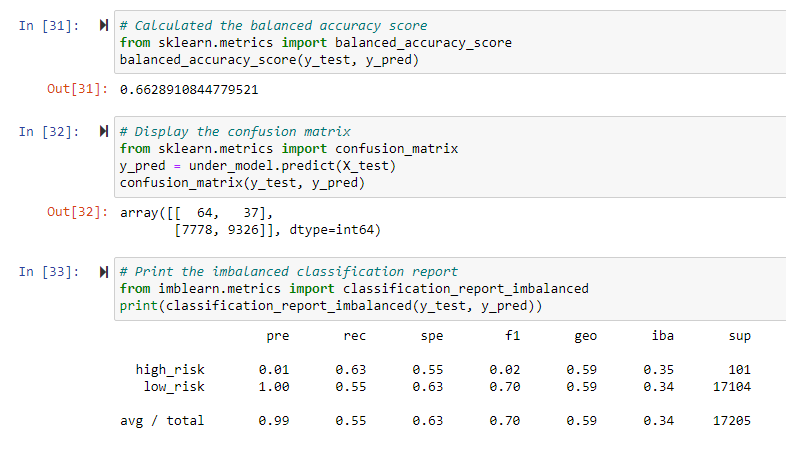 In [31]: # Calculated the balanced accuracy score
from sklearn.metrics import balanced_accuracy_score
balanced_accuracy_score(y_test, y_pred)
Out[31]: 0.6628910844779521
In [32]: # Display the confusion matrix
from sklearn.metrics import confusion_matrix
y_pred = under_model.predict(X_test)
confusion_matrix(y_test, y_pred)
Out[32]: array([[  64,   37],
       [7778, 9326]], dtype=int64)
In [33]: # Print the imbalanced classification report
from imblearn.metrics import classification_report_imbalanced
print(classification_report_imbalanced(y_test, y_pred))
pre rec spe f1 geo iba sup
high_risk 0.01 0.63 0.55 0.02 0.59 0.35 101
low_risk 1.00 0.55 0.63 0.70 0.59 0.34 17104
avg / total 0.99 0.55 0.63 0.70 0.59 0.34 17205